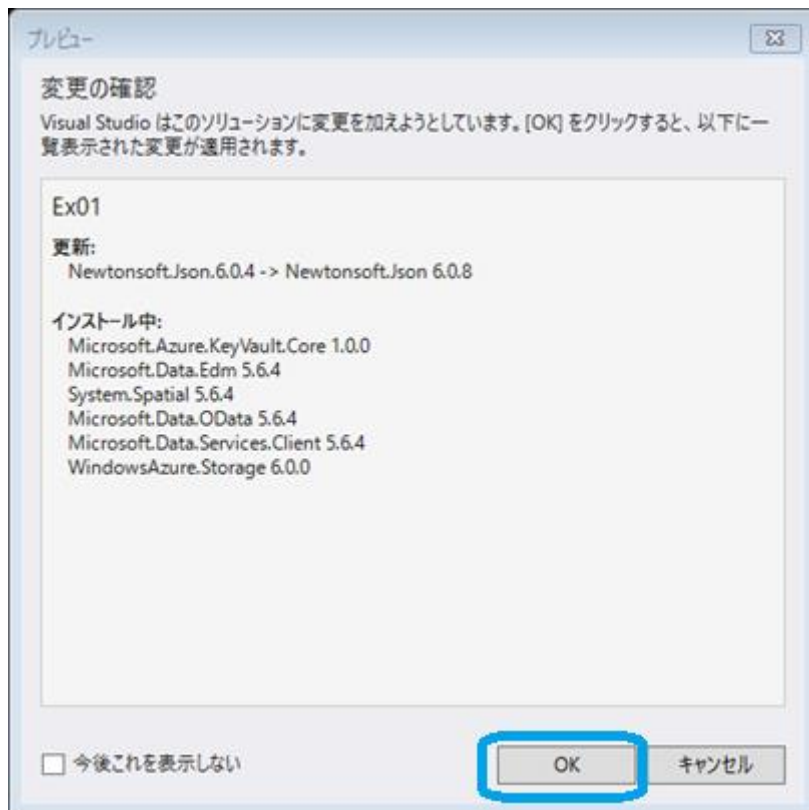 プレビュー
変更の確認
Visual Studio はこのソリューションに変更を加えようとしています。[OK] をクリックすると、以下に一
覧表示された変更が適用されます。
Ex01
更新:
Newtonsoft.Json.6.0.4 -> Newtonsoft.Json 6.0.8
インストール中:
Microsoft.Azure.KeyVault.Core 1.0.0
Microsoft.Data.Edm 5.6.4
System.Spatial 5.6.4
Microsoft.Data.OData 5.6.4
Microsoft.Data.Services.Client 5.6.4
WindowsAzure.Storage 6.0.0
今後これを表示しない
OK
キャンセル